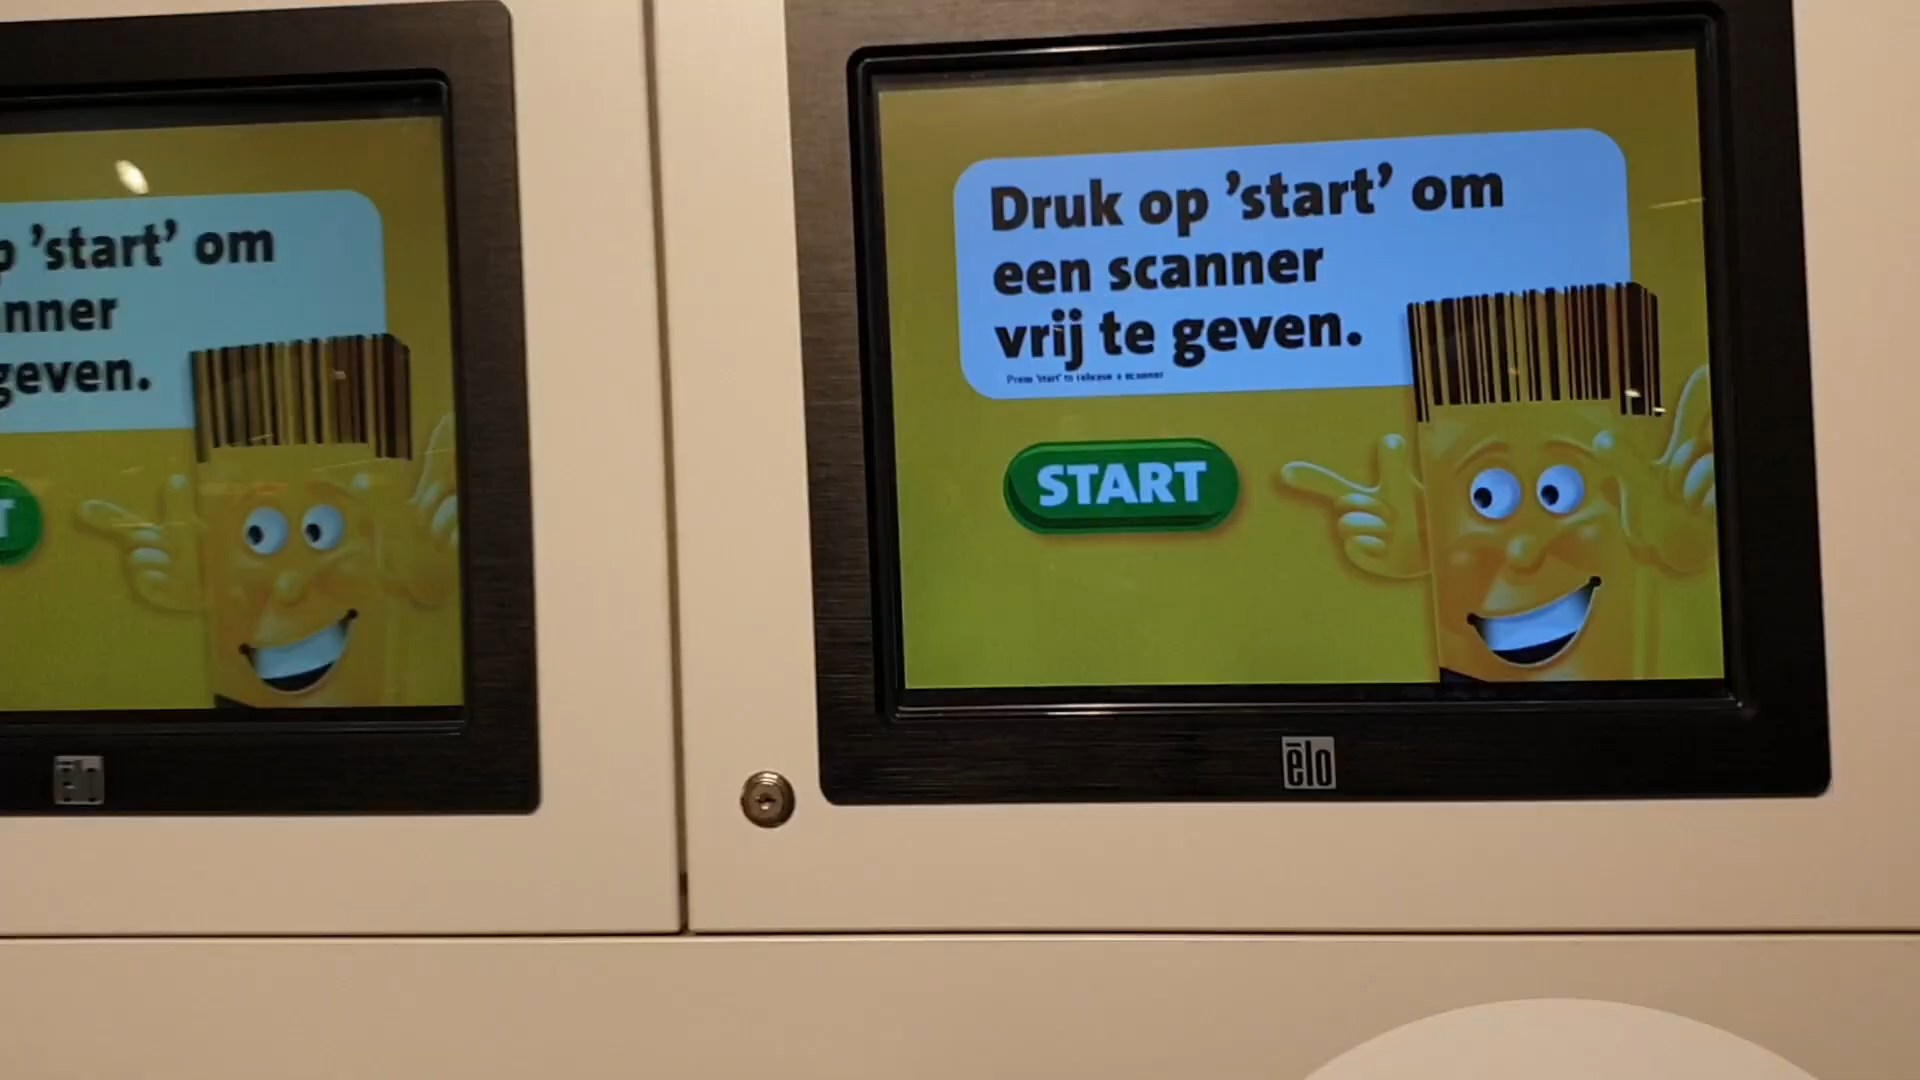 p 'start' om
nner
geven.
T
elo
Druk op 'start' om
een scanner
vrij te geven.
Press 'start' to release a scanner
START
elo